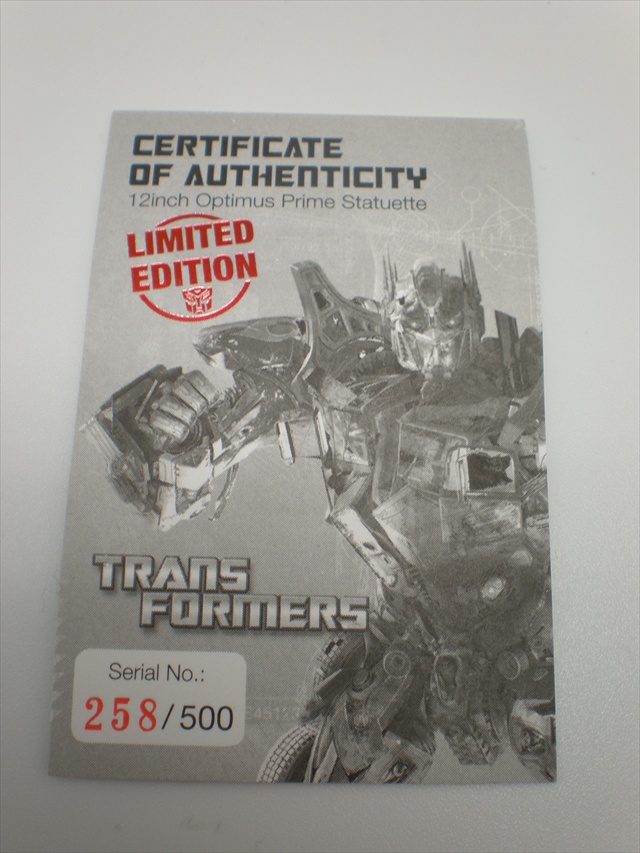 CERTIFICATE
OF AUTHENTICITY
12inch Optimus Prime Statuette
LIMITED
EDITION
TRANS
FORMERS
Serial No.:
258/500